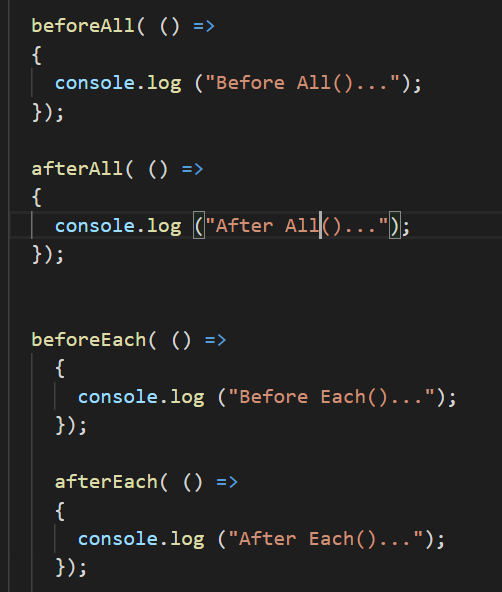 beforeAll( () =>
{
console.log ("Before All()...");
});
afterAll( () =>
{
console.log ("After All()...");
});
beforeEach( () =>
{
console.log ("Before Each()...");
});
afterEach( () =>
{
console.log ("After Each()...");
});